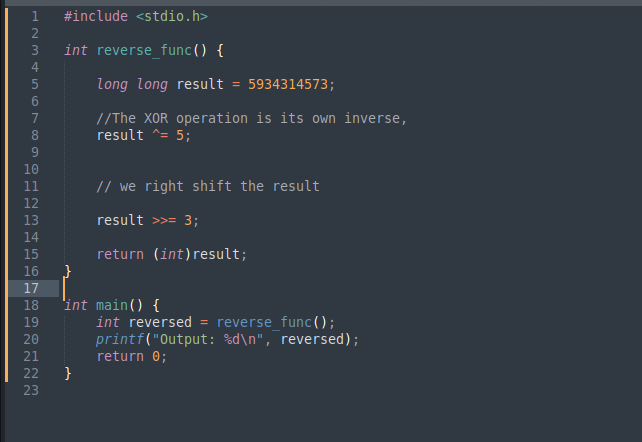 1 #include <stdio.h>
2
3 int reverse_func() {
4
5 long long result = 5934314573;
6
7 //The XOR operation is its own inverse,
8 result ^= 5;
9
10
11 // we right shift the result
12
13 result >>= 3;
14
15 return (int)result;
16 }
17
18 int main() {
19 int reversed = reverse_func();
20 printf("Output: %d\n", reversed);
21 return 0;
22 }
23